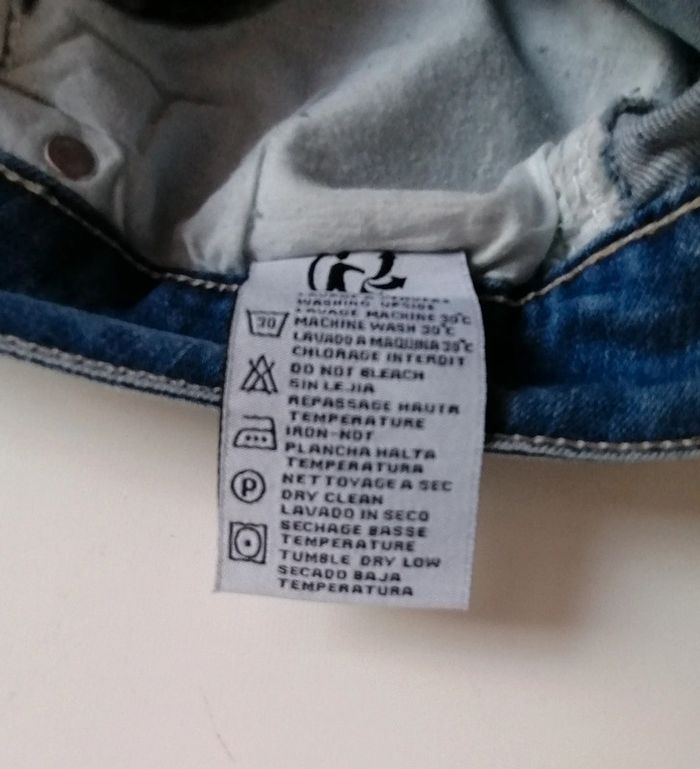 WASHING UPSIDE
LAVAGE MACHINE 30°C
30
MACHINE WASH 30°C
LAVADO A MAQUINA 30°C
CHLORAGE INTERDIT
DO NOT BLEACH
SIN LEJIA
REPASSAGE HAUTA
TEMPERATURE
IRON-NOT
PLANCHA HALTA
TEMPERATURA
P
NETTOYAGE A SEC
DRY CLEAN
LAVADO IN SECO
SECHAGE BASSE
TEMPERATURE
TUMBLE DRY LOW
SECADO BAJA
TEMPERATURA